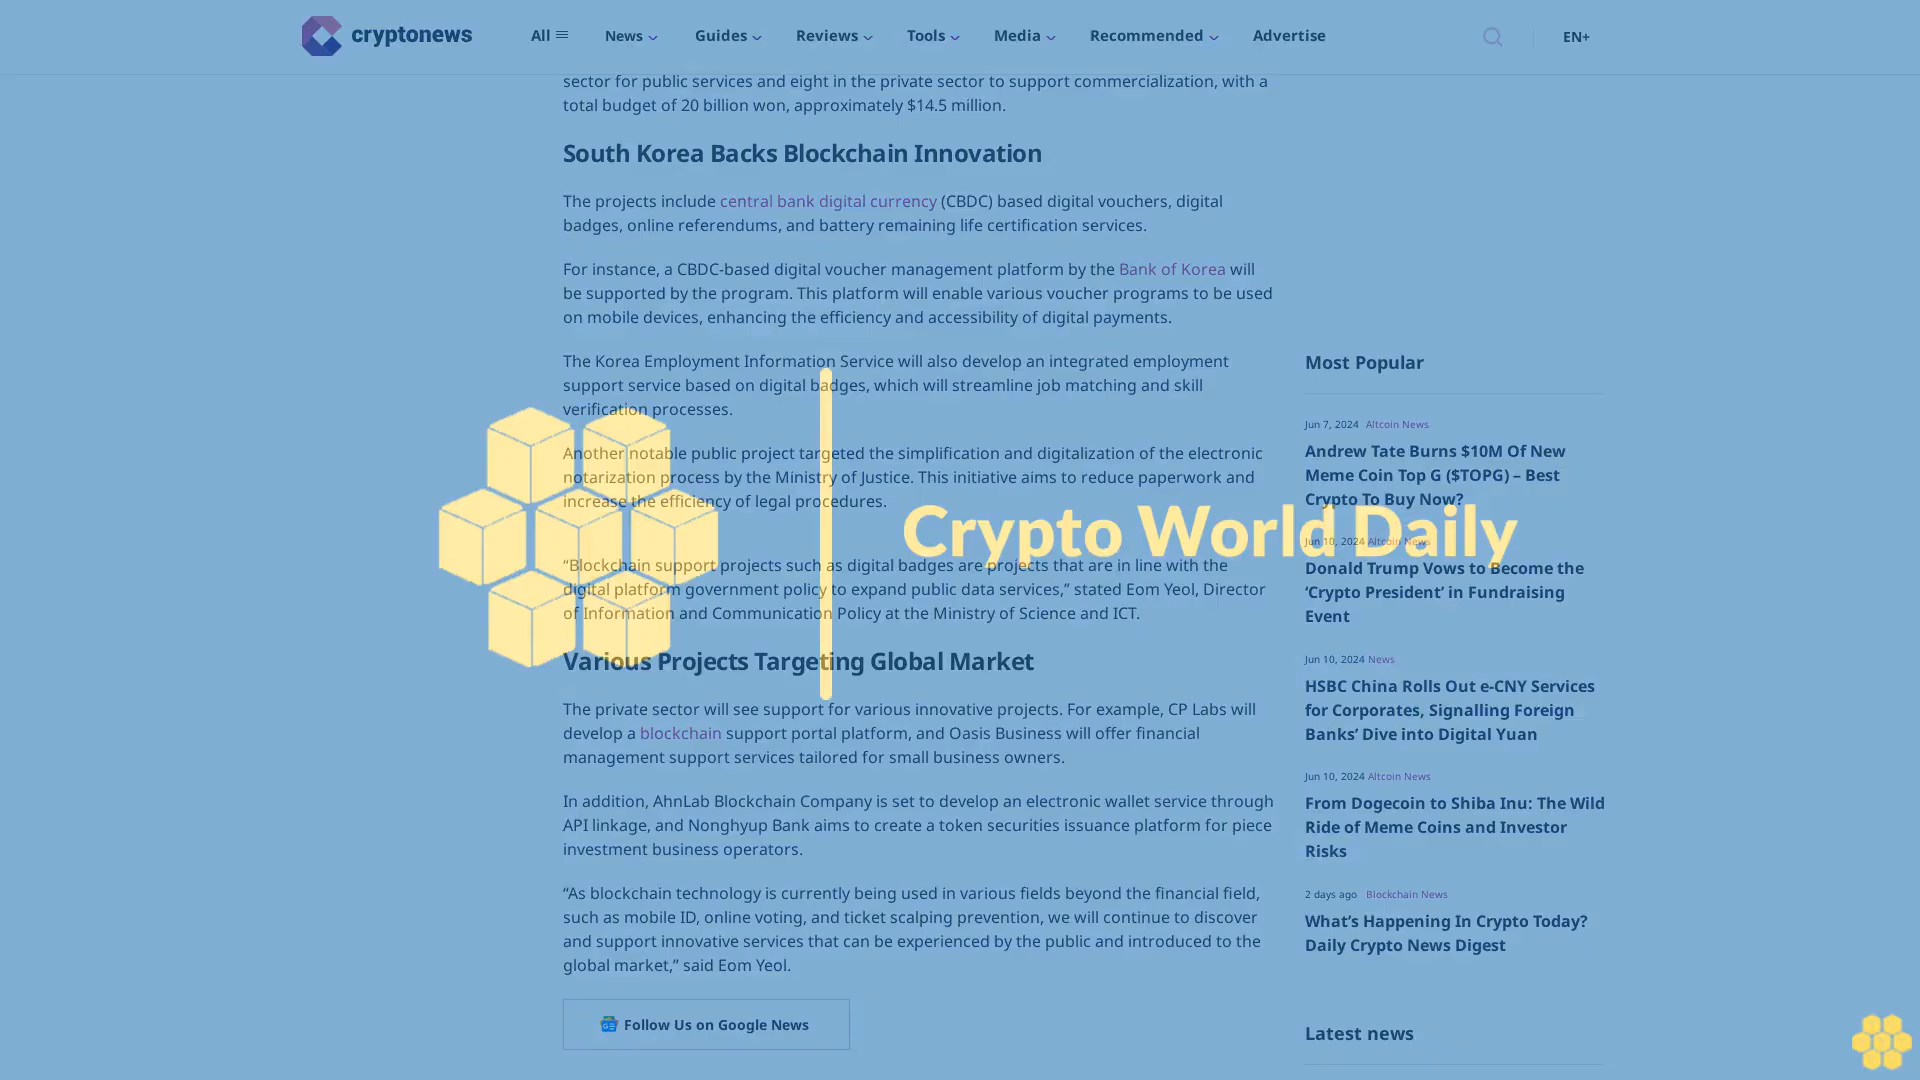 cryptonews
All
News
Guides
Reviews
Tools
Media
Recommended
Advertise
EN+
sector for public services and eight in the private sector to support commercialization, with a
total budget of 20 billion won, approximately $14.5 million.
South Korea Backs Blockchain Innovation
The projects include central bank digital currency (CBDC) based digital vouchers, digital
badges, online referendums, and battery remaining life certification services.
For instance, a CBDC-based digital voucher management platform by the Bank of Korea will
be supported by the program. This platform will enable various voucher programs to be used
on mobile devices, enhancing the efficiency and accessibility of digital payments.
The Korea Employment Information Service will also develop an integrated employment
support service based on digital badges, which will streamline job matching and skill
verification processes.
Another notable public project targeted the simplification and digitalization of the electronic
notarization process by the Ministry of Justice. This initiative aims to reduce paperwork and
increase the efficiency of legal procedures.
“Blockchain support projects such as digital badges are projects that are in line with the
digital platform government policy to expand public data services,” stated Eom Yeol, Director
of Information and Communication Policy at the Ministry of Science and ICT.
Various Projects Targeting Global Market
The private sector will see support for various innovative projects. For example, CP Labs will
develop a blockchain support portal platform, and Oasis Business will offer financial
management support services tailored for small business owners.
In addition, AhnLab Blockchain Company is set to develop an electronic wallet service through
API linkage, and Nonghyup Bank aims to create a token securities issuance platform for piece
investment business operators.
“As blockchain technology is currently being used in various fields beyond the financial field,
such as mobile ID, online voting, and ticket scalping prevention, we will continue to discover
and support innovative services that can be experienced by the public and introduced to the
global market,” said Eom Yeol.
Follow Us on Google News
Crypto World Daily
Most Popular
Jun 7, 2024 Altcoin News
Andrew Tate Burns $10M Of New
Meme Coin Top G ($TOPG) – Best
Crypto To Buy Now?
Jun 10, 2024 Altcoin News
Donald Trump Vows to Become the
‘Crypto President’ in Fundraising
Event
Jun 10, 2024 News
HSBC China Rolls Out e-CNY Services
for Corporates, Signalling Foreign
Banks’ Dive into Digital Yuan
Jun 10, 2024 Altcoin News
From Dogecoin to Shiba Inu: The Wild
Ride of Meme Coins and Investor
Risks
2 days ago Blockchain News
What’s Happening In Crypto Today?
Daily Crypto News Digest
Latest news